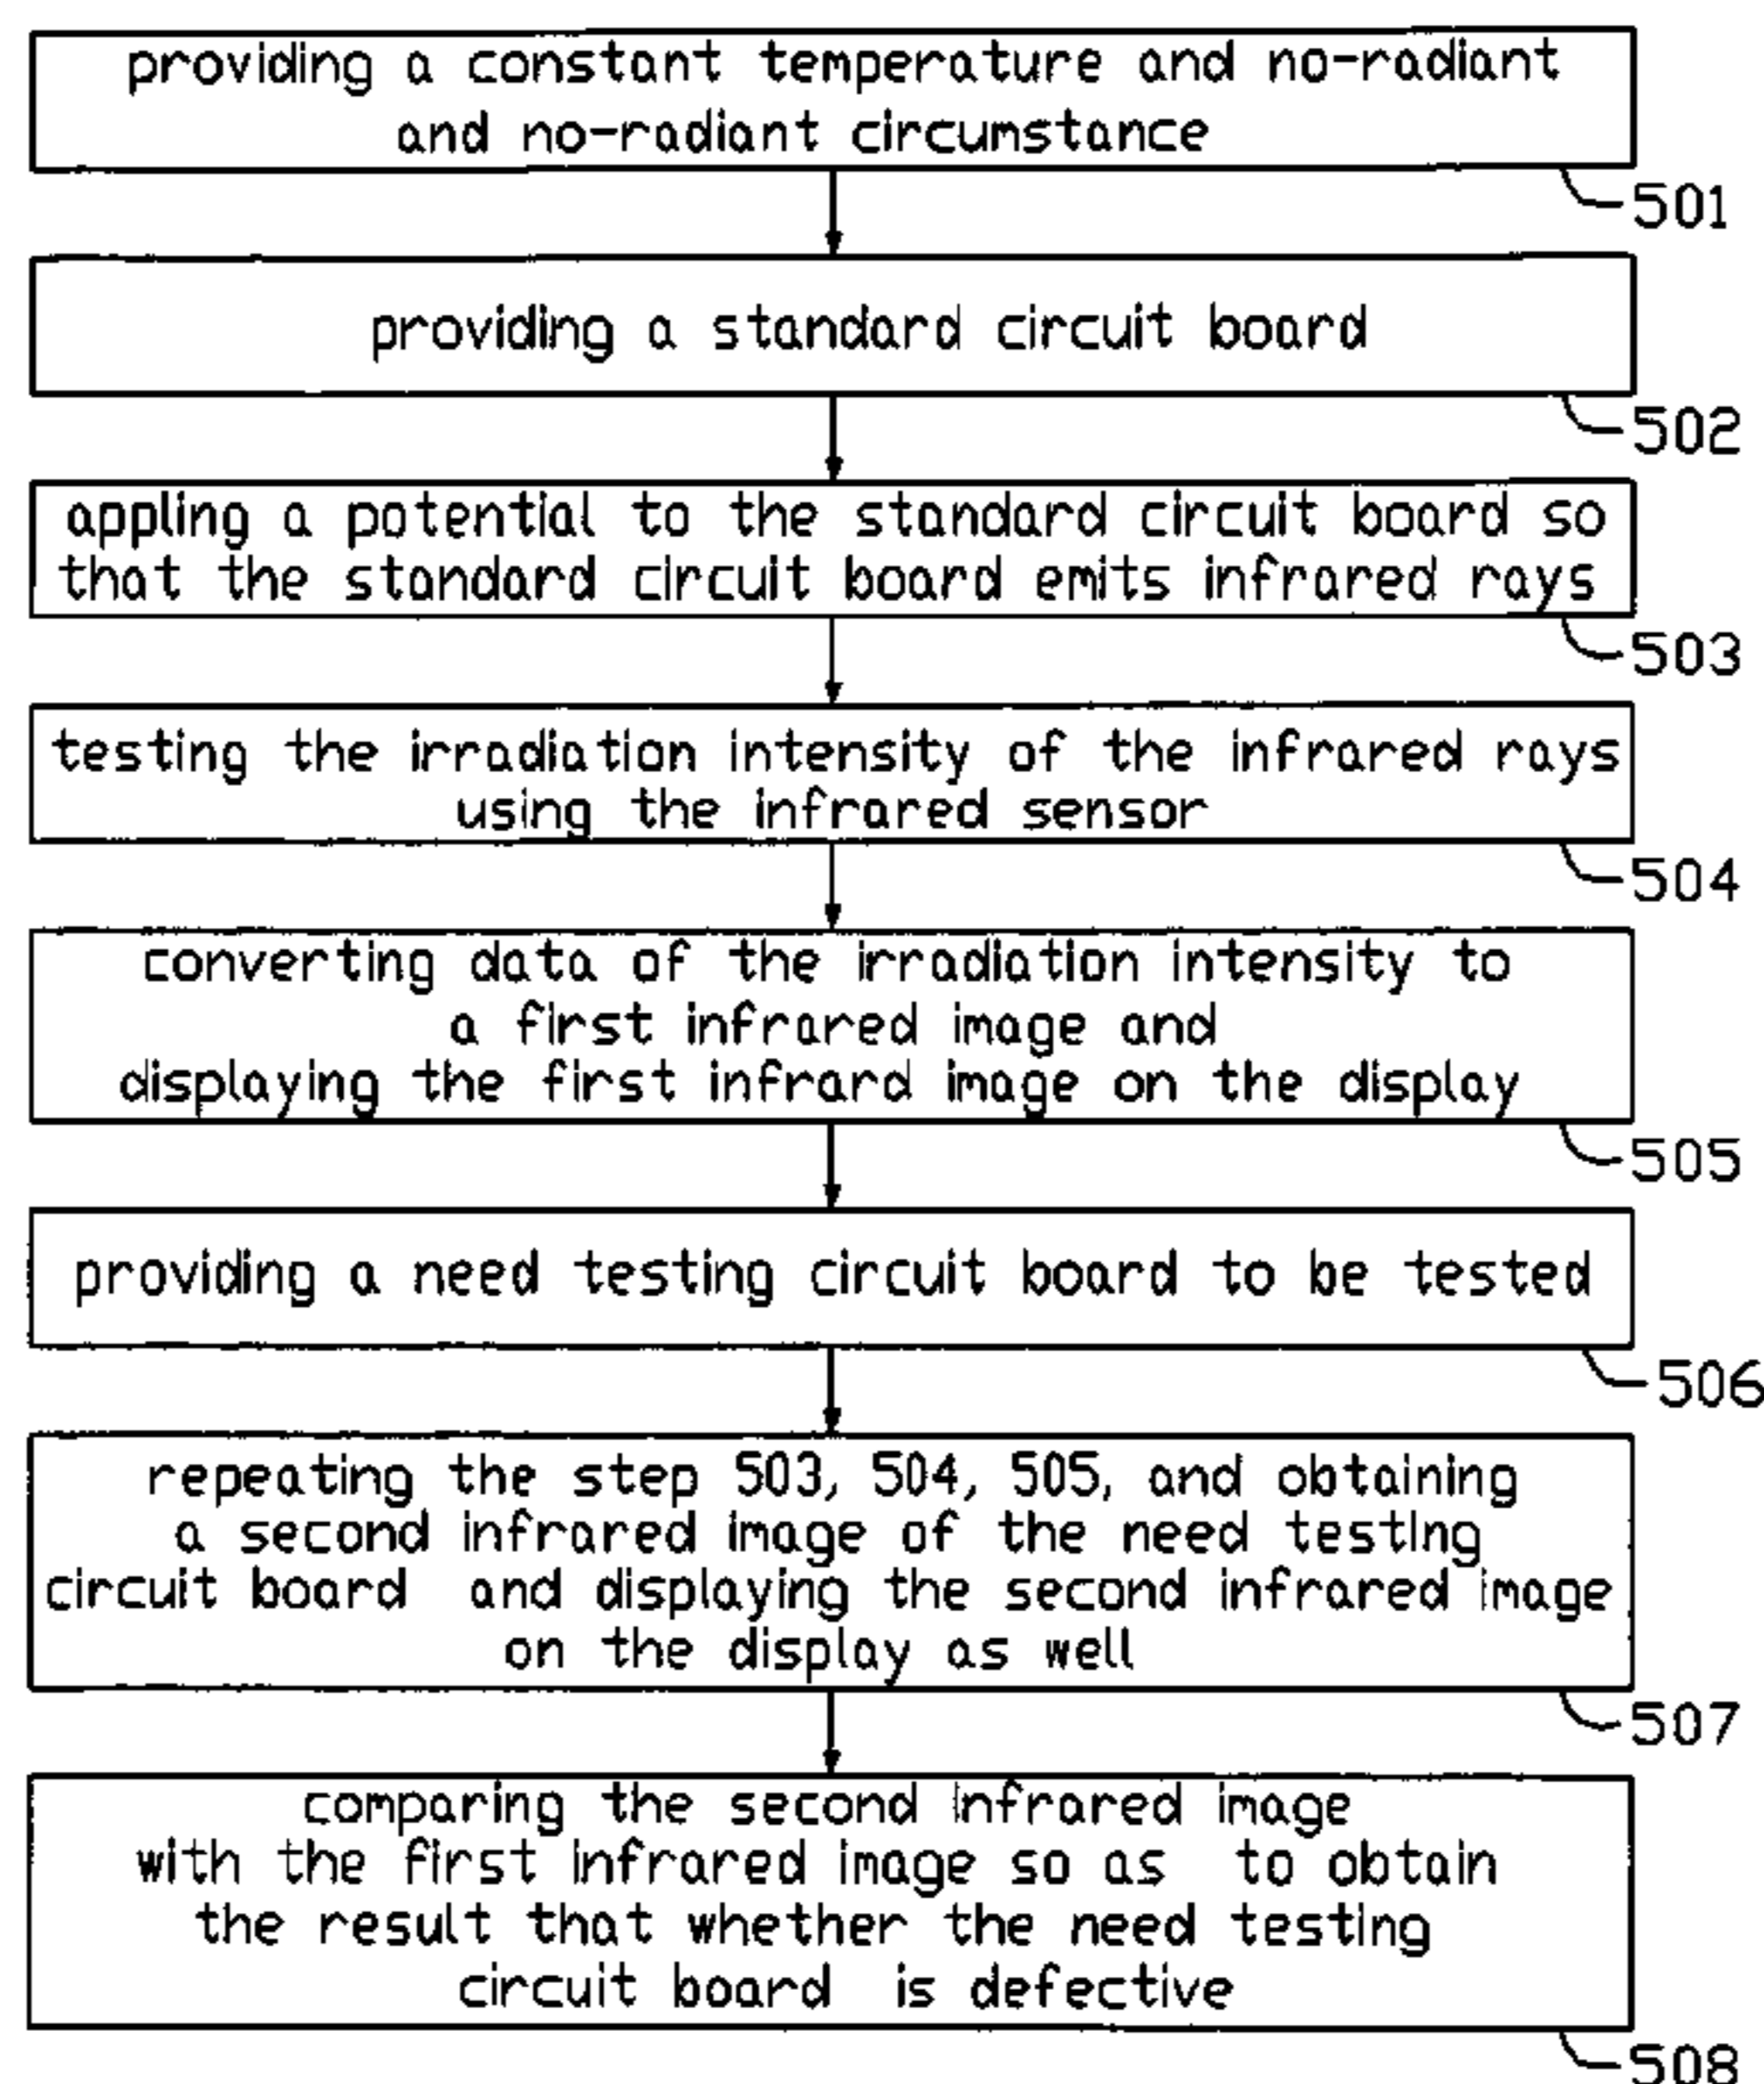 providing a constant temperature and no-radiant
and no-radiant circumstance
501
providing a standard circuit board
502
appling a potential to the standard circuit board so
that the standard circuit board emits infrared rays
503
testing the irradiation intensity of the infrared rays
using the infrared sensor
504
converting data of the irradiation intensity to
a first infrared image and
displaying the first infrard image on the display
505
providing a need testing circuit board to be tested
506
repeating the step 503, 504, 505, and obtaining
a second infrared image of the need testing
circuit board and displaying the second infrared image
on the display as well
507
comparing the second infrared image
with the first infrared image so as to obtain
the result that whether the need testing
circuit board is defective
508